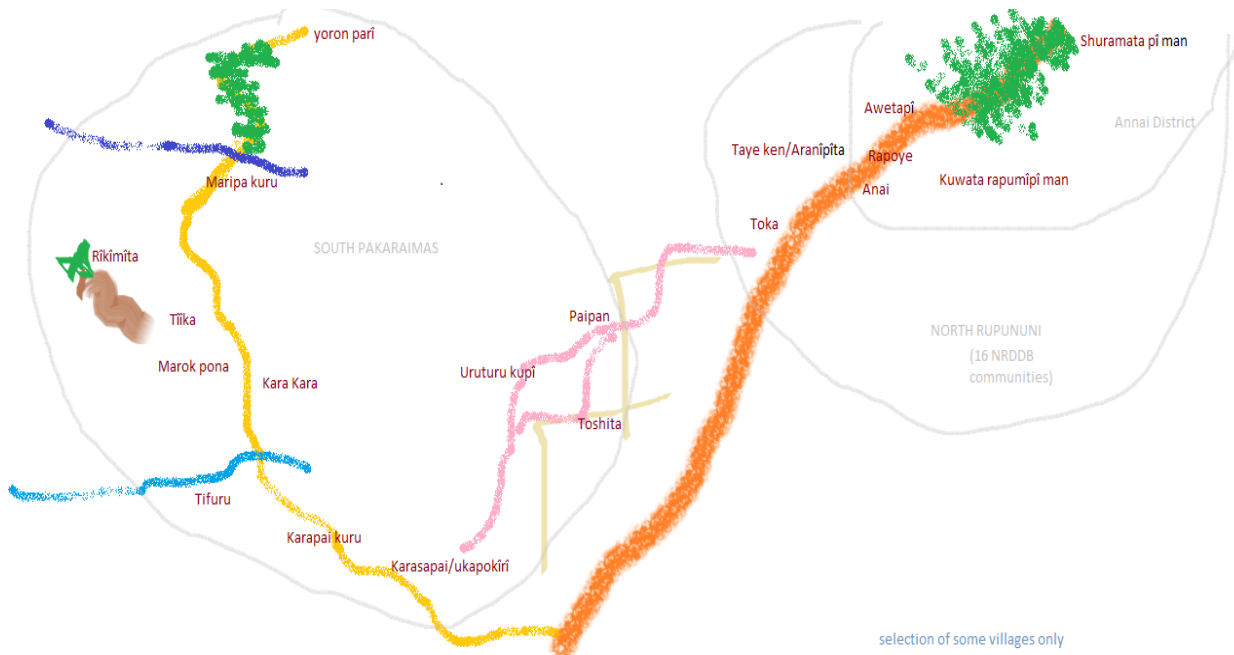 yoron parî
Shuramata pî man
Awetapî
Annai District
Taye ken/Aranîpîta
Rapoye
Maripa kuru
Kuwata rapumîpî man
Anai
Toka
Rîkîmîta
SOUTH PAKARAIMAS
Tîîka
Paipan
NORTH RUPUNUNI
(16 NRDDB
communities)
Marok pona
Uruturu kupî
Kara Kara
Toshita
Tifuru
Karapai kuru
Karasapai/ukapokîrî
selection of some villages only